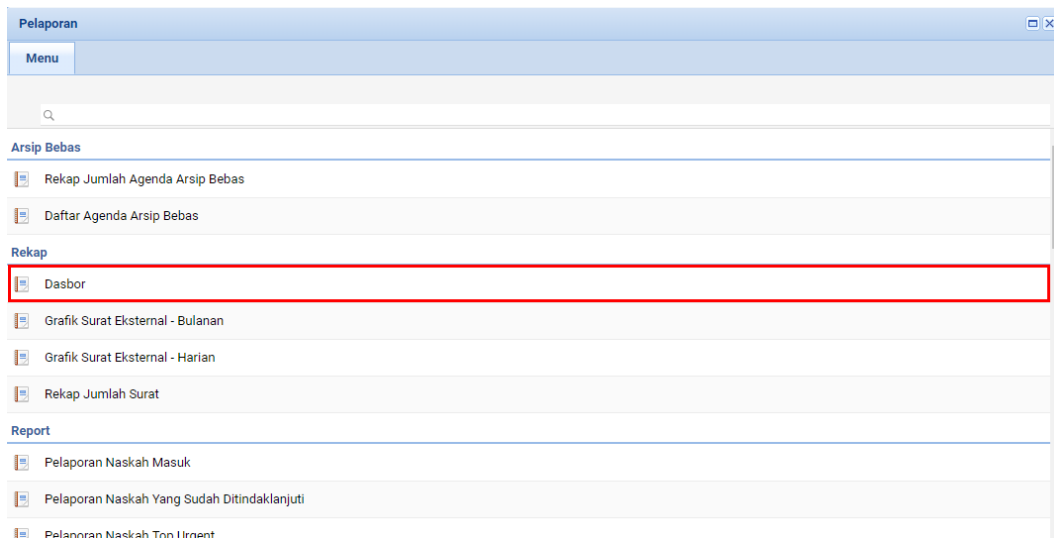 Pelaporan
Menu
Arsip Bebas
Rekap Jumlah Agenda Arsip Bebas
Daftar Agenda Arsip Bebas
Rekap
Dasbor
Grafik Surat Eksternal - Bulanan
Grafik Surat Eksternal - Harian
Rekap Jumlah Surat
Report
Pelaporan Naskah Masuk
Pelaporan Naskah Yang Sudah Ditindaklanjuti
Pelaporan Naskah Top Urgent